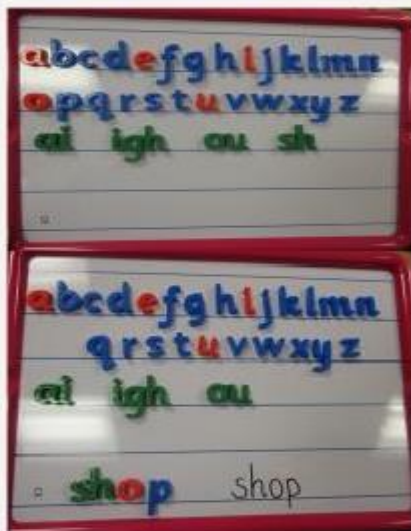 abcdefghijklmn
opqrstuvwxyz
ai igh ou sh
abcdefghijklmn
qrstuvwxyz
ai igh ou
shop shop